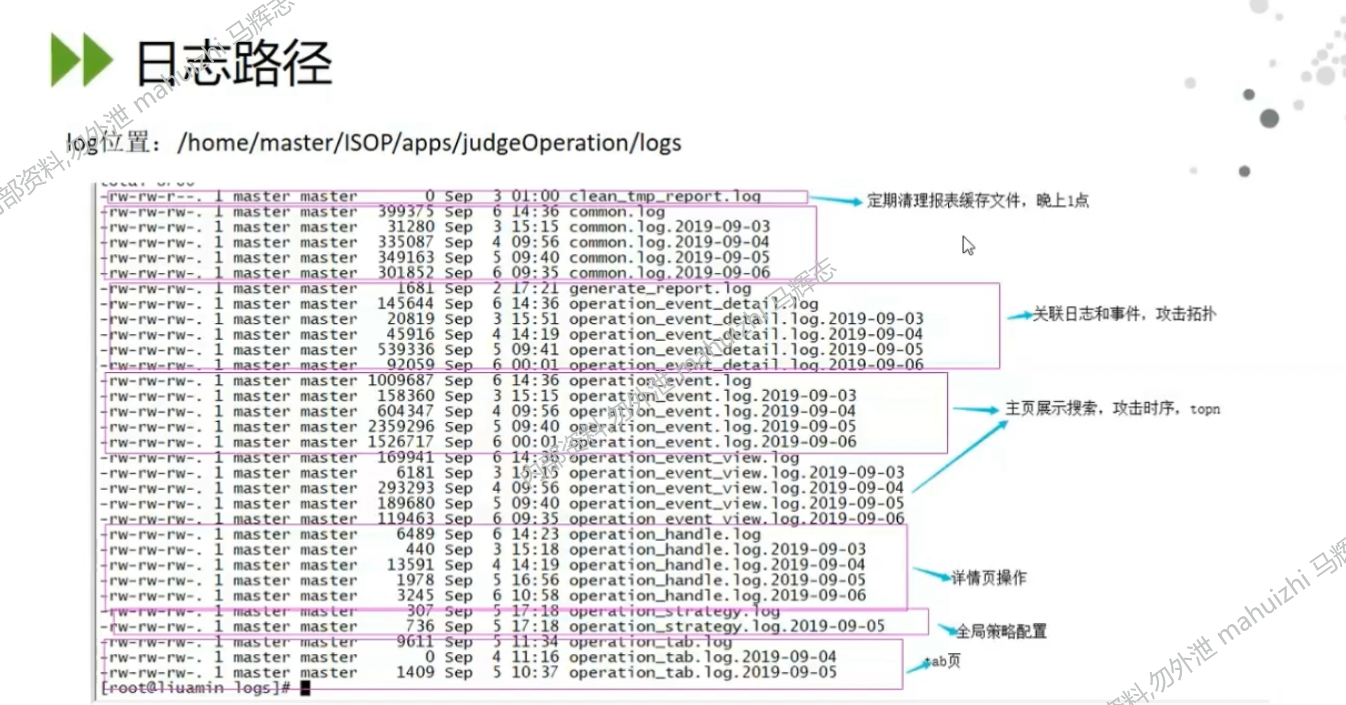 日志路径
log位置：/home/master/ISOP/apps/judgeOperation/logs
-rw-rw-r--. 1 master master 0 Sep 3 01:00 clean_tmp_report.log
定期清理报表缓存文件，晚上1点
-rw-rw-rw-. 1 master master 399375 Sep 6 14:36 common.log
-rw-rw-rw-. 1 master master 31280 Sep 3 15:15 common.log.2019-09-03
-rw-rw-rw-. 1 master master 335087 Sep 4 09:56 common.log.2019-09-04
-rw-rw-rw-. 1 master master 349163 Sep 5 09:40 common.log.2019-09-05
-rw-rw-rw-. 1 master master 301852 Sep 6 09:35 common.log.2019-09-06
-rw-rw-rw-. 1 master master 1681 Sep 2 17:21 generate_report.log
-rw-rw-rw-. 1 master master 145644 Sep 6 14:36 operation_event_detail.log
-rw-rw-rw-. 1 master master 20819 Sep 3 15:51 operation_event_detail.log.2019-09-03
关联日志和事件，攻击拓扑
-rw-rw-rw-. 1 master master 45916 Sep 4 14:19 operation_event_detail.log.2019-09-04
-rw-rw-rw-. 1 master master 539336 Sep 5 09:41 operation_event_detail.log.2019-09-05
-rw-rw-rw-. 1 master master 92059 Sep 6 00:01 operation_event_detail.log.2019-09-06
-rw-rw-rw-. 1 master master 1009687 Sep 6 14:36 operation_event.log
-rw-rw-rw-. 1 master master 158360 Sep 3 15:15 operation_event.log.2019-09-03
-rw-rw-rw-. 1 master master 604347 Sep 4 09:56 operation_event.log.2019-09-04
主页展示搜索，攻击时序，topn
-rw-rw-rw-. 1 master master 2359296 Sep 5 09:40 operation_event.log.2019-09-05
-rw-rw-rw-. 1 master master 1526717 Sep 6 00:01 operation_event.log.2019-09-06
-rw-rw-rw-. 1 master master 169941 Sep 6 14:36 operation_event_view.log
-rw-rw-rw-. 1 master master 6181 Sep 3 15:15 operation_event_view.log.2019-09-03
-rw-rw-rw-. 1 master master 293293 Sep 4 09:56 operation_event_view.log.2019-09-04
-rw-rw-rw-. 1 master master 189680 Sep 5 09:40 operation_event_view.log.2019-09-05
-rw-rw-rw-. 1 master master 119463 Sep 6 09:35 operation_event_view.log.2019-09-06
-rw-rw-rw-. 1 master master 6489 Sep 6 14:23 operation_handle.log
-rw-rw-rw-. 1 master master 440 Sep 3 15:18 operation_handle.log.2019-09-03
-rw-rw-rw-. 1 master master 13591 Sep 4 14:19 operation_handle.log.2019-09-04
详情页操作
-rw-rw-rw-. 1 master master 1978 Sep 5 16:56 operation_handle.log.2019-09-05
-rw-rw-rw-. 1 master master 3245 Sep 6 10:58 operation_handle.log.2019-09-06
-rw-rw-rw-. 1 master master 307 Sep 5 17:18 operation_strategy.log
-rw-rw-rw-. 1 master master 736 Sep 5 17:18 operation_strategy.log.2019-09-05
全局策略配置
-rw-rw-rw-. 1 master master 9611 Sep 5 11:34 operation_tab.log
-rw-rw-rw-. 1 master master 0 Sep 4 11:16 operation_tab.log.2019-09-04
tab页
-rw-rw-rw-. 1 master master 1409 Sep 5 10:37 operation_tab.log.2019-09-05
[root@liuamin logs]#
内部资料,勿外泄 mahuizhi 马辉志